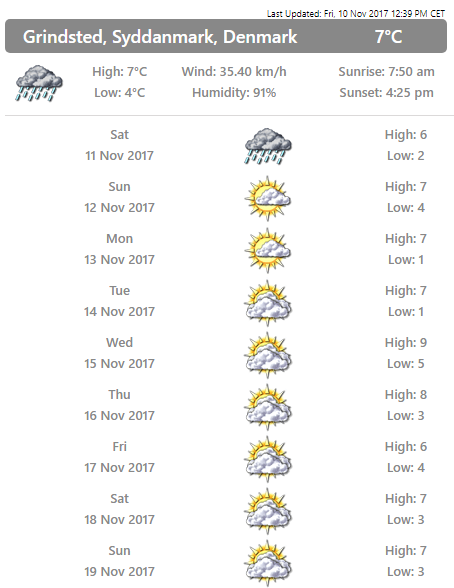 Last Updated: Fri, 10 Nov 2017 12:39 PM CET
Grindsted, Syddanmark, Denmark 7°C
High: 7°C Wind: 35.40 km/h Sunrise: 7:50 am
Low: 4°C Humidity: 91% Sunset: 4:25 pm
Sat High: 6
11 Nov 2017 Low: 2
Sun High: 7
12 Nov 2017 Low: 4
Mon High: 7
13 Nov 2017 Low: 1
Tue High: 7
14 Nov 2017 Low: 1
Wed High: 9
15 Nov 2017 Low: 5
Thu High: 8
16 Nov 2017 Low: 3
Fri High: 6
17 Nov 2017 Low: 4
Sat High: 7
18 Nov 2017 Low: 3
Sun High: 7
19 Nov 2017 Low: 3